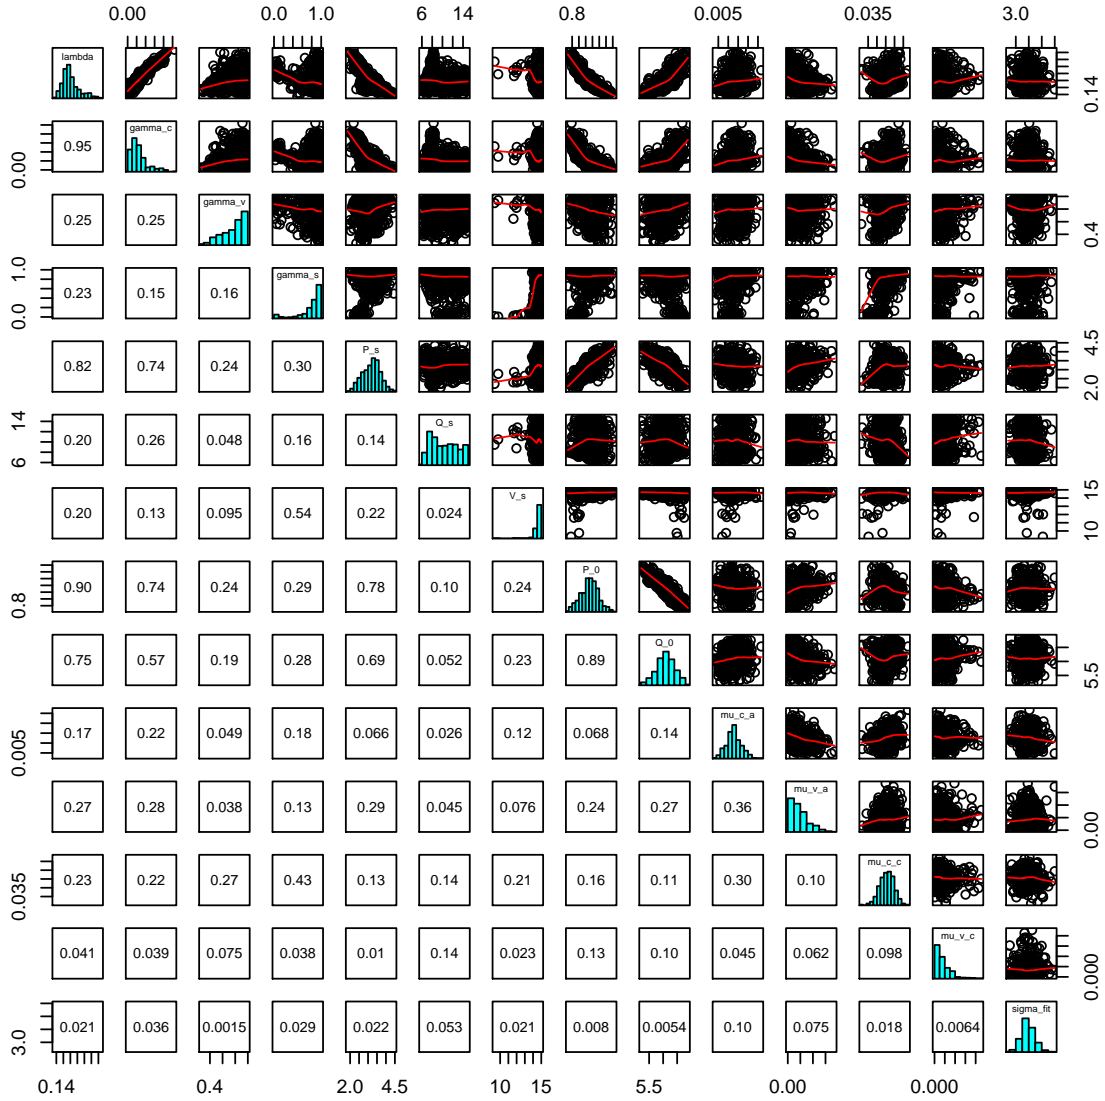 0.00 0.0 1.0 6 14 0.8 0.005 0.035 3.0
lambda 0.14
0.00 0.95 gamma_c
0.25 0.25 gamma_v 0.4
0.0 1.0 0.23 0.15 0.16 gamma_s
0.82 0.74 0.24 0.30 P_s 2.0 4.5
6 14 0.20 0.26 0.048 0.16 0.14 Q_s
0.20 0.13 0.095 0.54 0.22 0.024 V_s 10 15
0.8 0.90 0.74 0.24 0.29 0.78 0.10 0.24 P_0
0.75 0.57 0.19 0.28 0.69 0.052 0.23 0.89 Q_0 5.5
0.005 0.17 0.22 0.049 0.18 0.066 0.026 0.12 0.068 0.14 mu_c_a
0.27 0.28 0.038 0.13 0.29 0.045 0.076 0.24 0.27 0.36 mu_v_a 0.00
0.035 0.23 0.22 0.27 0.43 0.13 0.14 0.21 0.16 0.11 0.30 0.10 mu_c_c
0.041 0.039 0.075 0.038 0.01 0.14 0.023 0.13 0.10 0.045 0.062 0.098 mu_v_c 0.000
3.0 0.021 0.036 0.0015 0.029 0.022 0.053 0.021 0.008 0.0054 0.10 0.075 0.018 0.0064 sigma_fit
0.14 0.4 2.0 4.5 10 15 5.5 0.00 0.000